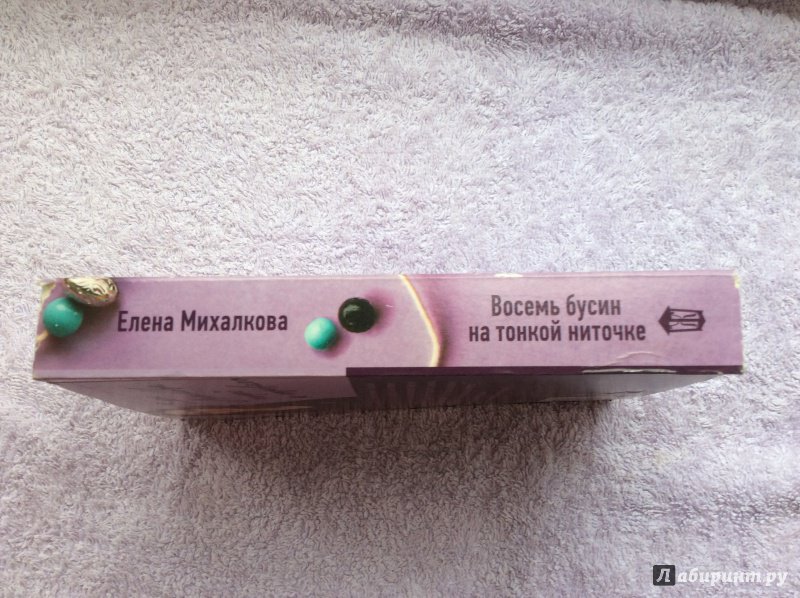 Елена Михалкова
Восемь бусин
на тонкой ниточке
Лабиринт.ру